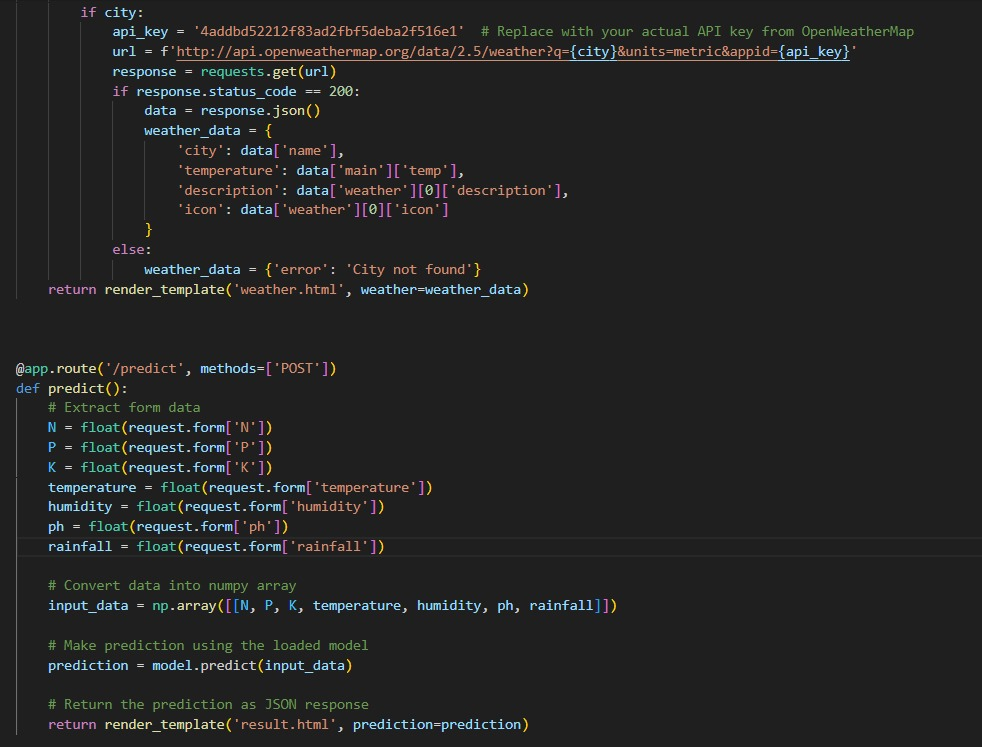 if city:
api_key = '4addbd52212f83ad2fbf5deba2f516e1'  # Replace with your actual API key from OpenWeatherMap
url = f'http://api.openweathermap.org/data/2.5/weather?q={city}&units=metric&appid={api_key}'
response = requests.get(url)
if response.status_code == 200:
data = response.json()
weather_data = {
'city': data['name'],
'temperature': data['main']['temp'],
'description': data['weather'][0]['description'],
'icon': data['weather'][0]['icon']
}
else:
weather_data = {'error': 'City not found'}
return render_template('weather.html', weather=weather_data)
@app.route('/predict', methods=['POST'])
def predict():
# Extract form data
N = float(request.form['N'])
P = float(request.form['P'])
K = float(request.form['K'])
temperature = float(request.form['temperature'])
humidity = float(request.form['humidity'])
ph = float(request.form['ph'])
rainfall = float(request.form['rainfall'])
# Convert data into numpy array
input_data = np.array([[N, P, K, temperature, humidity, ph, rainfall]])
# Make prediction using the loaded model
prediction = model.predict(input_data)
# Return the prediction as JSON response
return render_template('result.html', prediction=prediction)